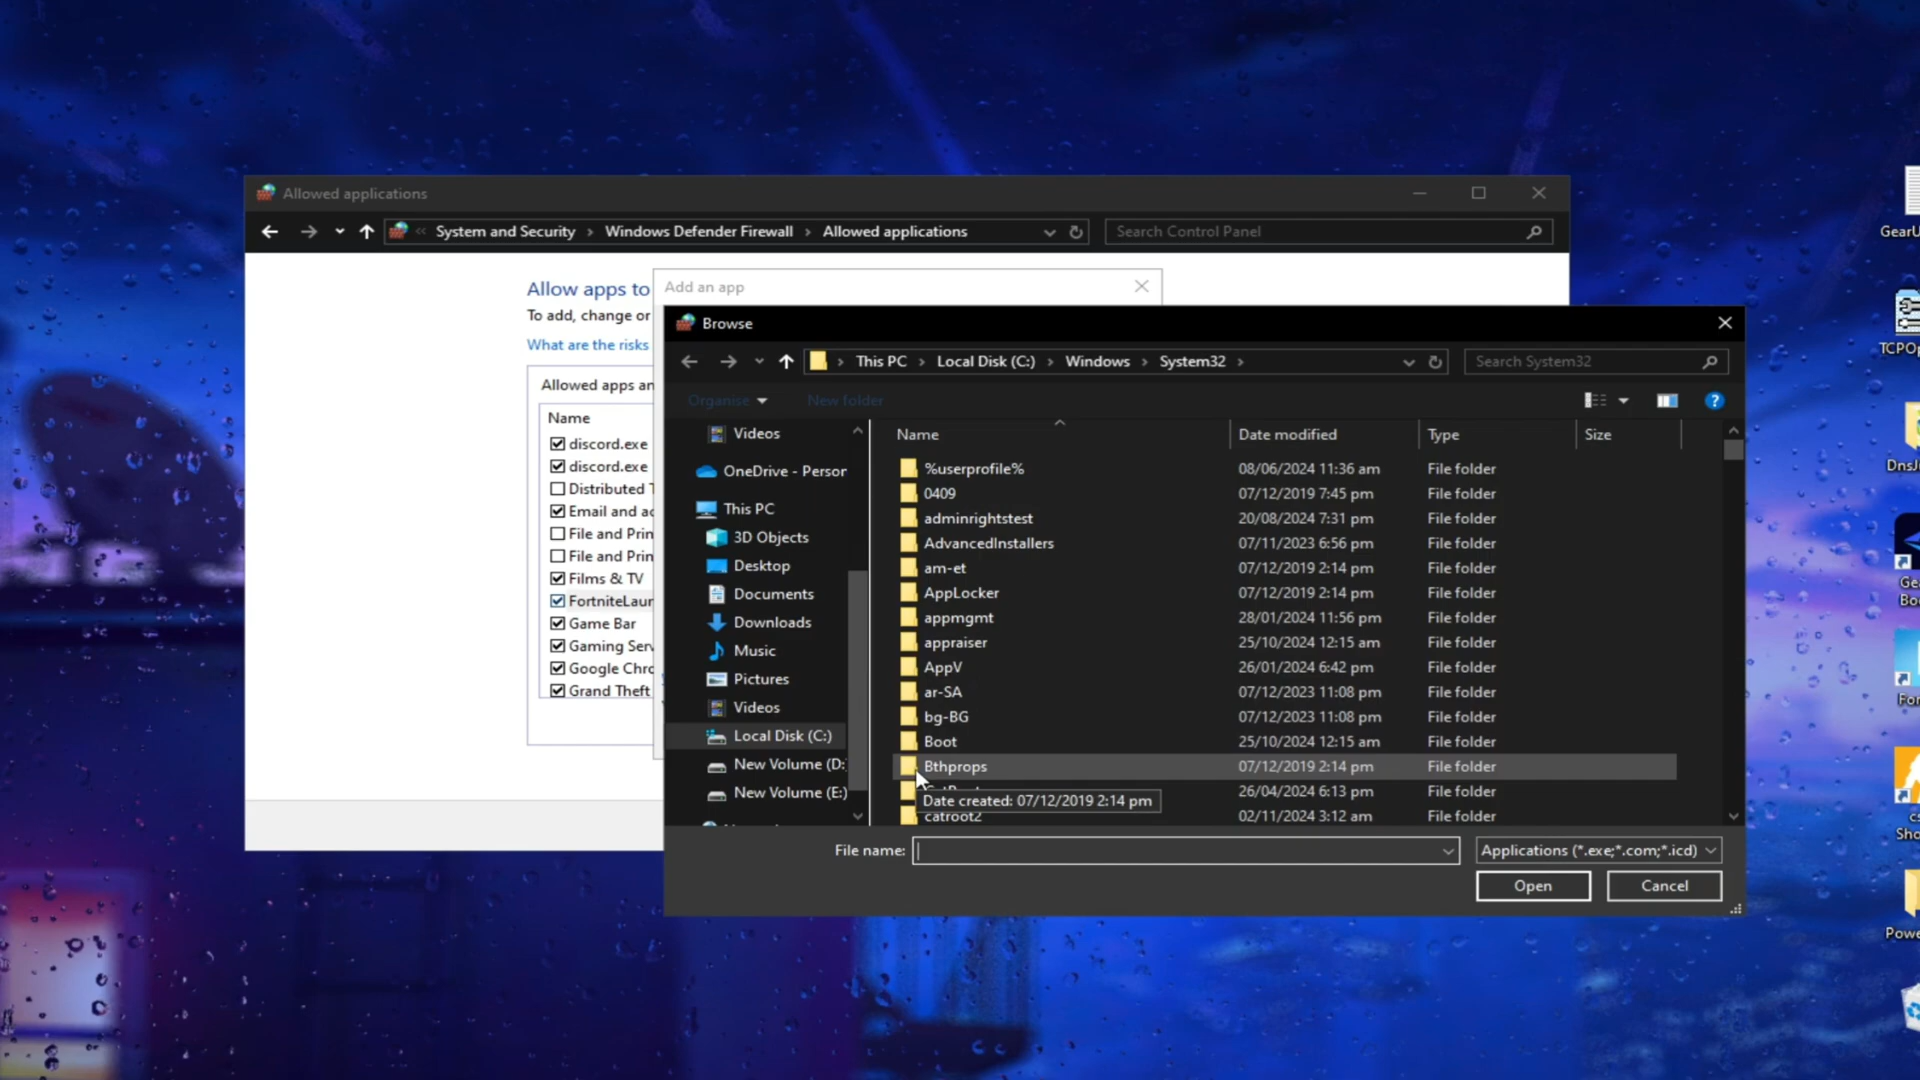 Allowed applications
« System and Security › Windows Defender Firewall › Allowed applications
Search Control Panel
Allow apps to
To add, change or
What are the risks
Allowed apps an
Name
discord.exe
discord.exe
Distributed
Email and ac
File and Prin
File and Prin
Films & TV
FortniteLaun
Game Bar
Gaming Serv
Google Chro
Grand Theft
Add an app
Browse
› This PC › Local Disk (C:) › Windows › System32 ›
Search System32
Organise
New folder
Videos
OneDrive - Person
This PC
3D Objects
Desktop
Documents
Downloads
Music
Pictures
Videos
Local Disk (C:)
New Volume (D:
New Volume (E:)
Name Date modified Type Size
%userprofile% 08/06/2024 11:36 am File folder
0409 07/12/2019 7:45 pm File folder
adminrightstest 20/08/2024 7:31 pm File folder
AdvancedInstallers 07/11/2023 6:56 pm File folder
am-et 07/12/2019 2:14 pm File folder
AppLocker 07/12/2019 2:14 pm File folder
appmgmt 28/01/2024 11:56 pm File folder
appraiser 25/10/2024 12:15 am File folder
AppV 26/01/2024 6:42 pm File folder
ar-SA 07/12/2023 11:08 pm File folder
bg-BG 07/12/2023 11:08 pm File folder
Boot 25/10/2024 12:15 am File folder
Bthprops 07/12/2019 2:14 pm File folder
26/04/2024 6:13 pm File folder
Date created: 07/12/2019 2:14 pm
catroot2 02/11/2024 3:12 am File folder
File name:
Applications (*.exe;*.com;*.icd)
Open
Cancel
GearU
TCPOp
DnsJu
Gea
Boo
For
cs
Sho
Powe